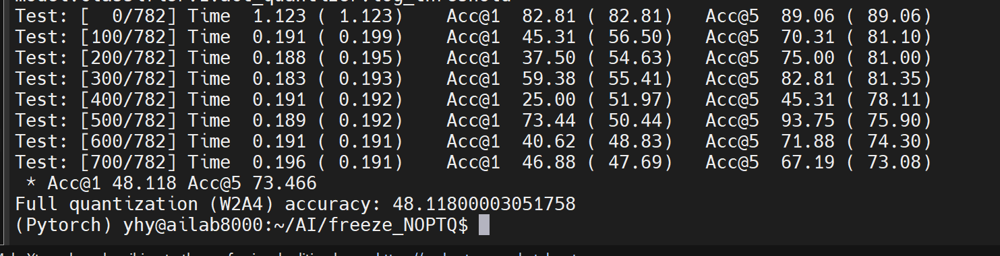 Test: [  0/782] Time  1.123 ( 1.123)    Acc@1  82.81 ( 82.81)   Acc@5  89.06 ( 89.06)
Test: [100/782] Time  0.191 ( 0.199)    Acc@1  45.31 ( 56.50)   Acc@5  70.31 ( 81.10)
Test: [200/782] Time  0.188 ( 0.195)    Acc@1  37.50 ( 54.63)   Acc@5  75.00 ( 81.00)
Test: [300/782] Time  0.183 ( 0.193)    Acc@1  59.38 ( 55.41)   Acc@5  82.81 ( 81.35)
Test: [400/782] Time  0.191 ( 0.192)    Acc@1  25.00 ( 51.97)   Acc@5  45.31 ( 78.11)
Test: [500/782] Time  0.189 ( 0.192)    Acc@1  73.44 ( 50.44)   Acc@5  93.75 ( 75.90)
Test: [600/782] Time  0.191 ( 0.191)    Acc@1  40.62 ( 48.83)   Acc@5  71.88 ( 74.30)
Test: [700/782] Time  0.196 ( 0.191)    Acc@1  46.88 ( 47.69)   Acc@5  67.19 ( 73.08)
 * Acc@1 48.118 Acc@5 73.466
Full quantization (W2A4) accuracy: 48.11800003051758
(Pytorch) yhy@ailab8000:~/AI/freeze_NOPTQ$